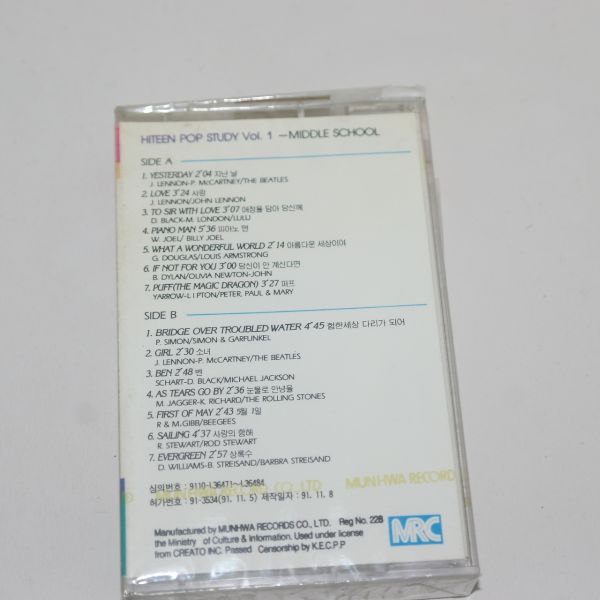 HITEEN POP STUDY Vol. 1 ~MIDDLE SCHOOL
SIDE A
1. YESTERDAY 2'04 지난 날
J. LENNON-P. McCARTNEY/THE BEATLES
2. LOVE 3'24 사랑
J. LENNON/JOHN LENNON
3. TO SIR WITH LOVE 3'07 애정을 담아 당신께
D. BLACK-M. LONDON/LULU
4. PIANO MAN 5'36 피아노 맨
W. JOEL/ BILLY JOEL
5. WHAT A WONDERFUL WORLD 2'14 아름다운 세상이여
G. DOUGLAS/LOUIS ARMSTRONG
6. IF NOT FOR YOU 3'00 당신이 안 계신다면
B. DYLAN/OLIVIA NEWTON-JOHN
7. PUFF(THE MAGIC DRAGON) 3'27 퍼프
YARROW-LIPTON/PETER, PAUL & MARY
SIDE B
1. BRIDGE OVER TROUBLED WATER 4'45 험한세상 다리가 되어
P. SIMON/SIMON & GARFUNKEL
2. GIRL 2'30 소녀
J. LENNON-P. McCARTNEY/THE BEATLES
3. BEN 2'48 벤
SCHART-D. BLACK/MICHAEL JACKSON
4. AS TEARS GO BY 2'36 눈물로 안녕을
M. JAGGER-K. RICHARD/THE ROLLING STONES
5. FIRST OF MAY 2'43 5월 1일
R & M.GIBB/BEEGEES
6. SAILING 4'37 사랑의 항해
R. STEWART/ROD STEWART
7. EVERGREEN 2'57 상록수
D. WILLIAMS-B. STREISAND/BARBRA STREISAND
심의번호 : 9110-L36471~L36484
D MUNHWA RECORD CO., LTD MUNHWA RECORD
허가번호 : 91-3534(91. 11. 5) 제작일자 : 91. 11. 8
Manufactured by MUNHWA RECORDS CO., LTD. Reg No. 22B
the Ministry of Culture & Information. Used under license
from CREATO INC. Passed Censorship by K.E.C.P.P
MRC